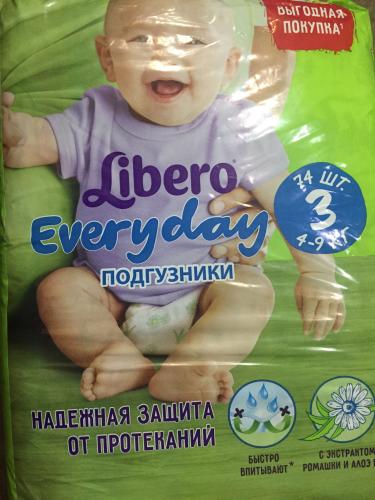 ВЫГОДНАЯ
ПОКУПКА¹
Libero
Everyday
ПОДГУЗНИКИ
74 ШТ.
3
4-9 КГ
НАДЕЖНАЯ ЗАЩИТА
ОТ ПРОТЕКАНИЙ
БЫСТРО
ВПИТЫВАЮТ*
С ЭКСТРАКТОМ
РОМАШКИ И АЛОЭ